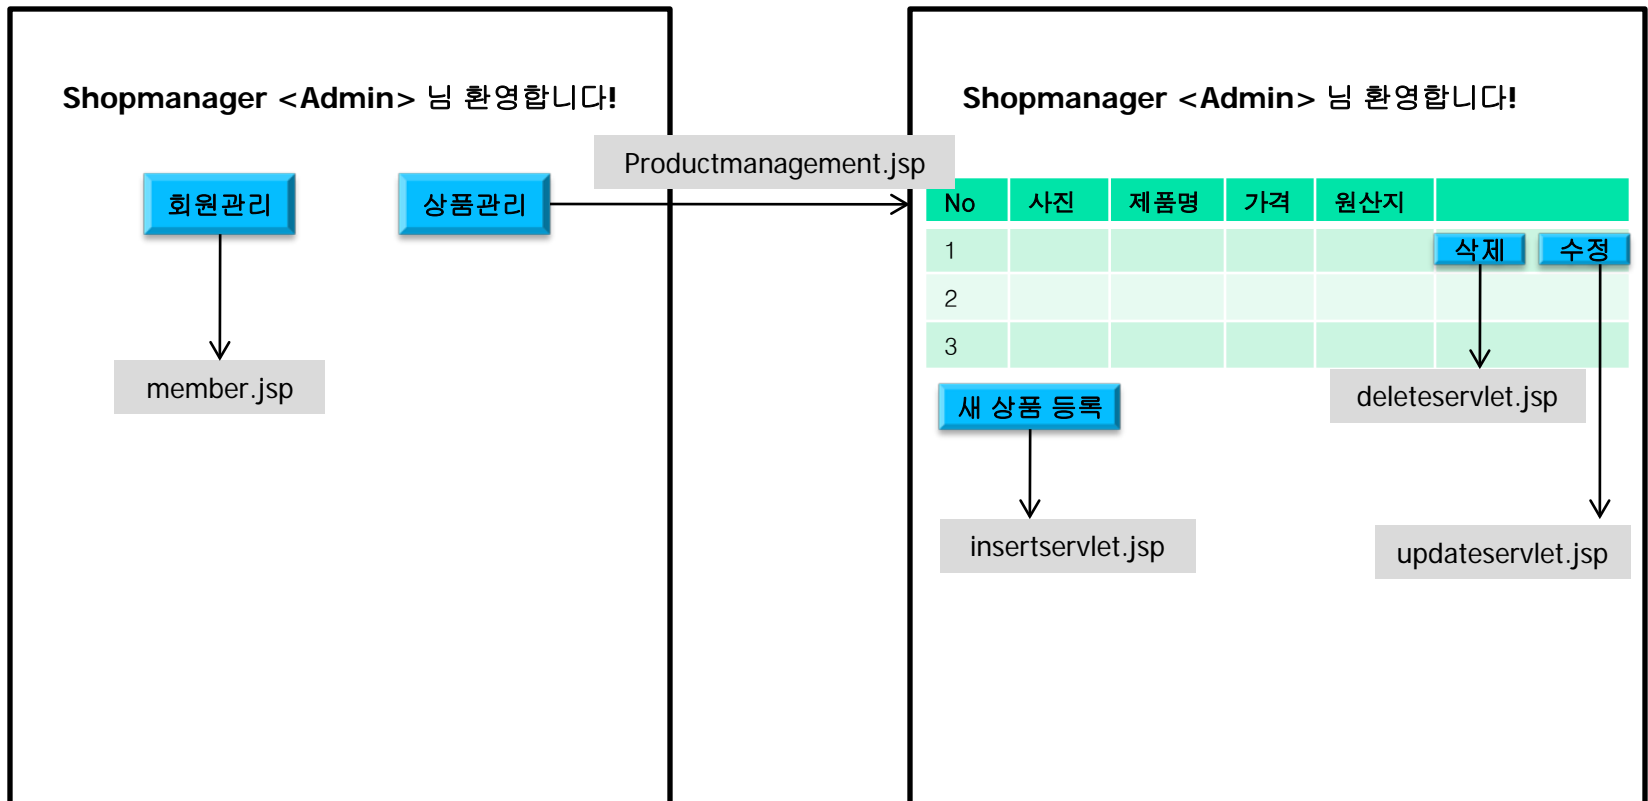 Shopmanager <Admin> 님 환영합니다!
회원관리
상품관리
member.jsp
Productmanagement.jsp
Shopmanager <Admin> 님 환영합니다!
No 사진 제품명 가격 원산지
1 삭제 수정
2
3
deleteservlet.jsp
새 상품 등록
insertservlet.jsp
updateservlet.jsp